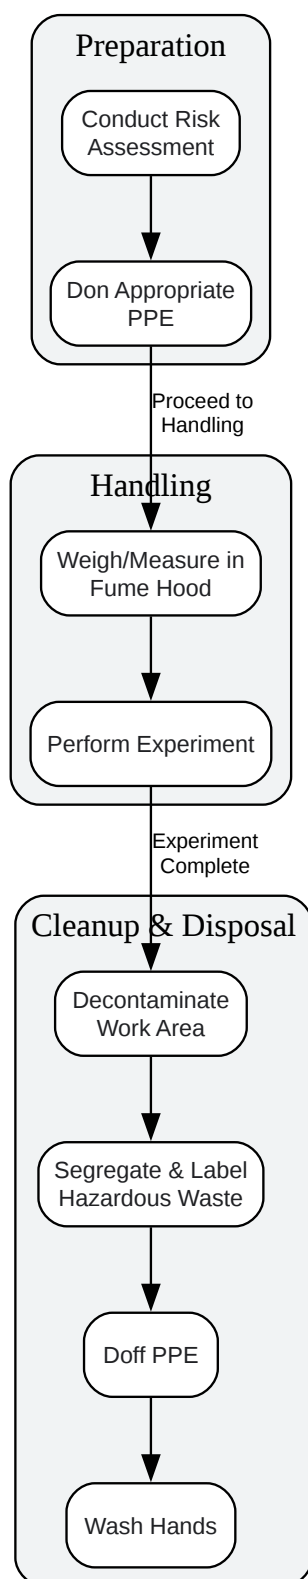 Preparation
Conduct Risk
Assessment
Don Appropriate
PPE
Proceed to
Handling
Handling
Weigh/Measure in
Fume Hood
Perform Experiment
Experiment
Complete
Cleanup & Disposal
Decontaminate
Work Area
Segregate & Label
Hazardous Waste
Doff PPE
Wash Hands